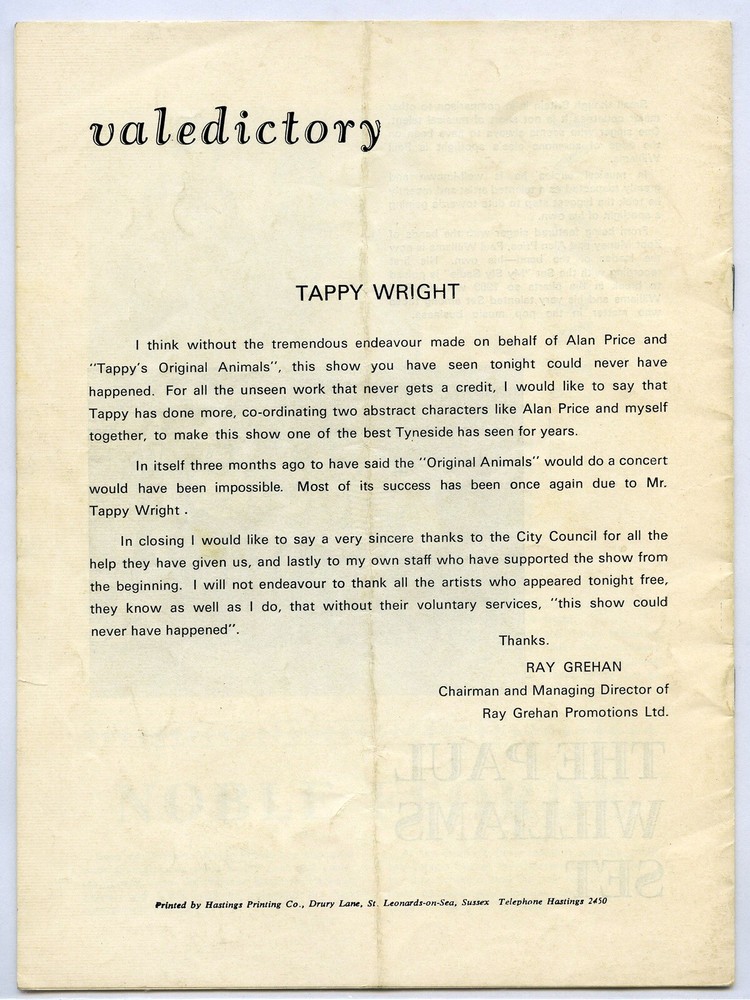 valedictory
TAPPY WRIGHT
I think without the tremendous endeavour made on behalf of Alan Price and
"Tappy's Original Animals", this show you have seen tonight could never have
happened. For all the unseen work that never gets a credit, I would like to say that
Tappy has done more, co-ordinating two abstract characters like Alan Price and myself
together, to make this show one of the best Tyneside has seen for years.
In itself three months ago to have said the "Original Animals" would do a concert
would have been impossible. Most of its success has been once again due to Mr.
Tappy Wright .
In closing I would like to say a very sincere thanks to the City Council for all the
help they have given us, and lastly to my own staff who have supported the show from
the beginning. I will not endeavour to thank all the artists who appeared tonight free,
they know as well as I do, that without their voluntary services, "this show could
never have happened".
Thanks.
RAY GREHAN
Chairman and Managing Director of
Ray Grehan Promotions Ltd.
THE PAUL
WILLIAMS
SET
Printed by Hastings Printing Co., Drury Lane, St. Leonards-on-Sea, Sussex Telephone Hastings 2450